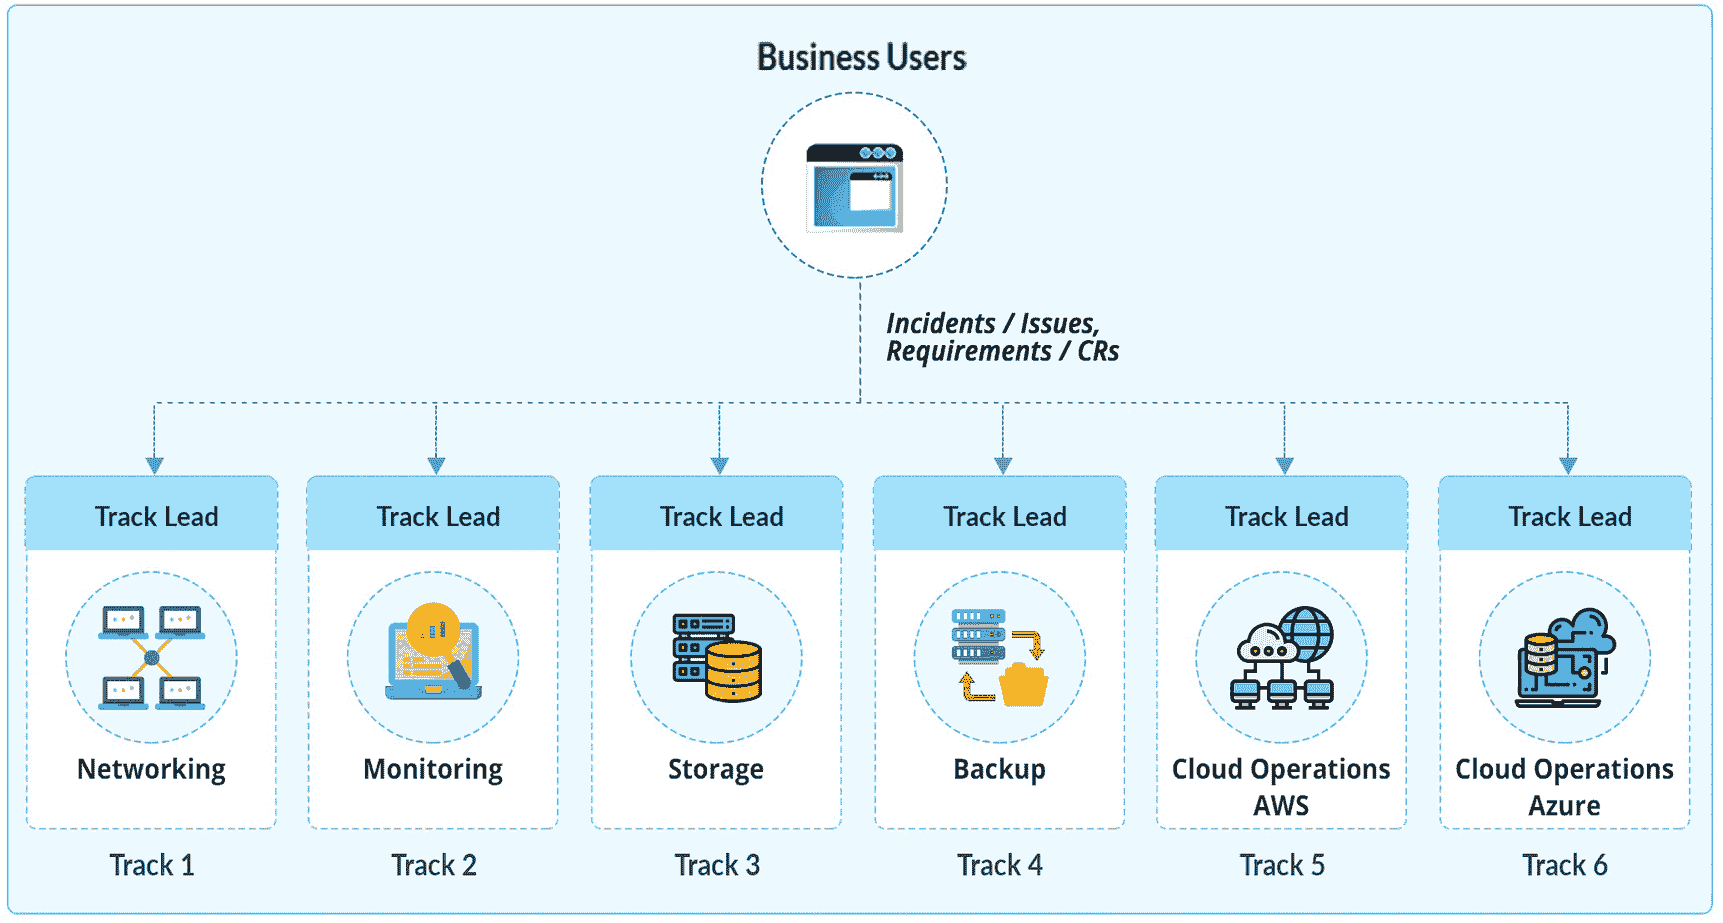 Business Users
Incidents / Issues,
Requirements / CRs
Track Lead
Track Lead
Track Lead
Track Lead
Track Lead
Track Lead
Networking
Monitoring
Storage
Backup
Cloud Operations
AWS
Cloud Operations
Azure
Track 1
Track 2
Track 3
Track 4
Track 5
Track 6